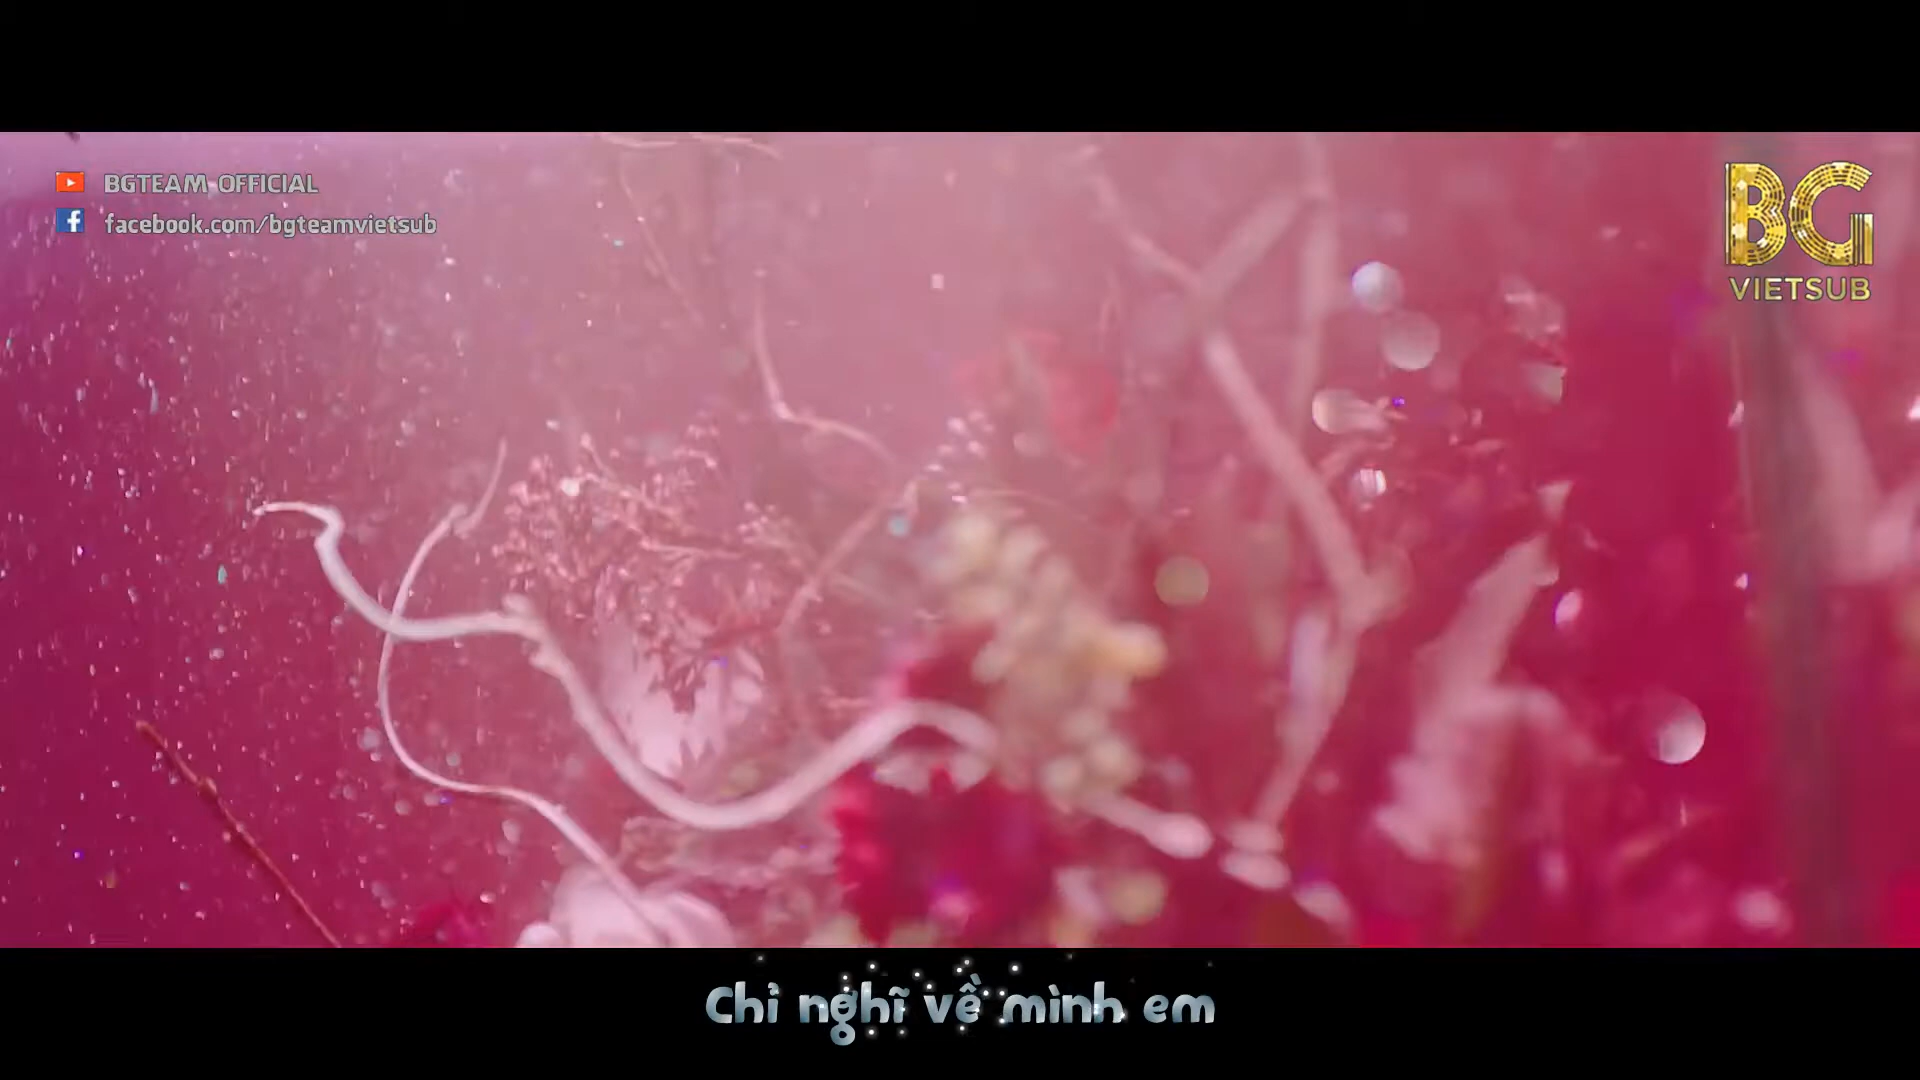 BGTEAM OFFICIAL
facebook.com/bgteamvietsub
BG
VIETSUB
Chỉ nghĩ về mình em